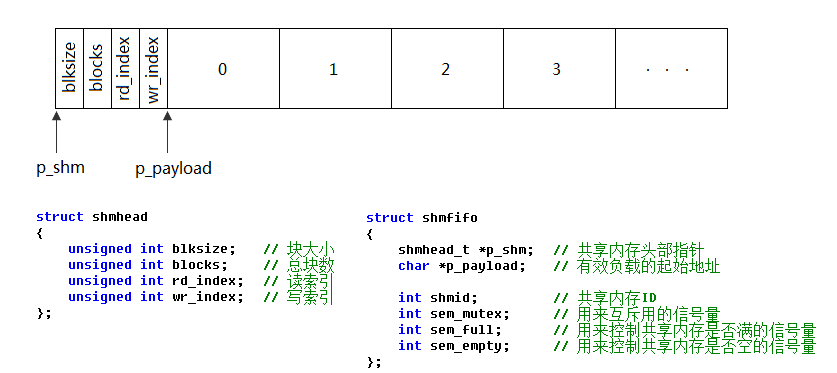 blksize blocks rd_index wr_index 0 1 2 3 . . .
p_shm p_payload
struct shmhead
{
    unsigned int blksize;   // 块大小
    unsigned int blocks;    // 总块数
    unsigned int rd_index;  // 读索引
    unsigned int wr_index;  // 写索引
};
struct shmfifo
{
    shmhead_t *p_shm;  // 共享内存头部指针
    char *p_payload;   // 有效负载的起始地址
    int shmid;         // 共享内存ID
    int sem_mutex;     // 用来互斥用的信号量
    int sem_full;      // 用来控制共享内存是否满的信号量
    int sem_empty;     // 用来控制共享内存是否空的信号量
};